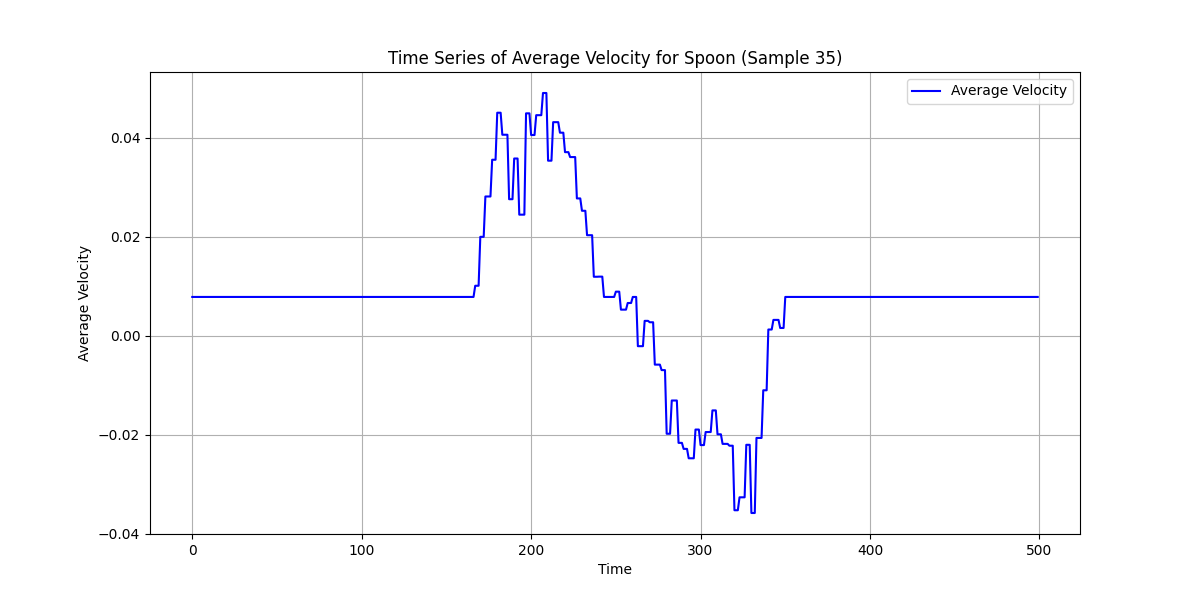 Time Series of Average Velocity for Spoon (Sample 35)
Average Velocity
0.04
0.02
0.00
−0.02
−0.04
Average Velocity
0 100 200 300 400 500
Time